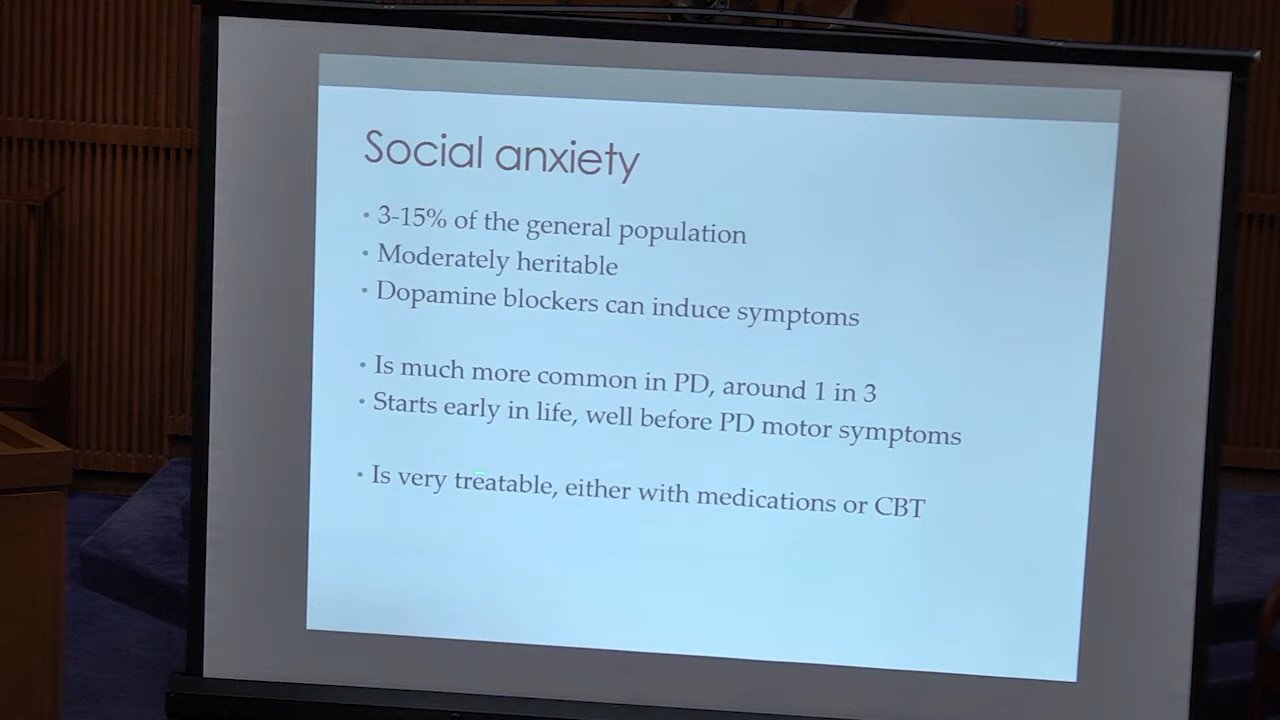 Social anxiety
• 3-15% of the general population
• Moderately heritable
• Dopamine blockers can induce symptoms
• Is much more common in PD, around 1 in 3
• Starts early in life, well before PD motor symptoms
• Is very treatable, either with medications or CBT